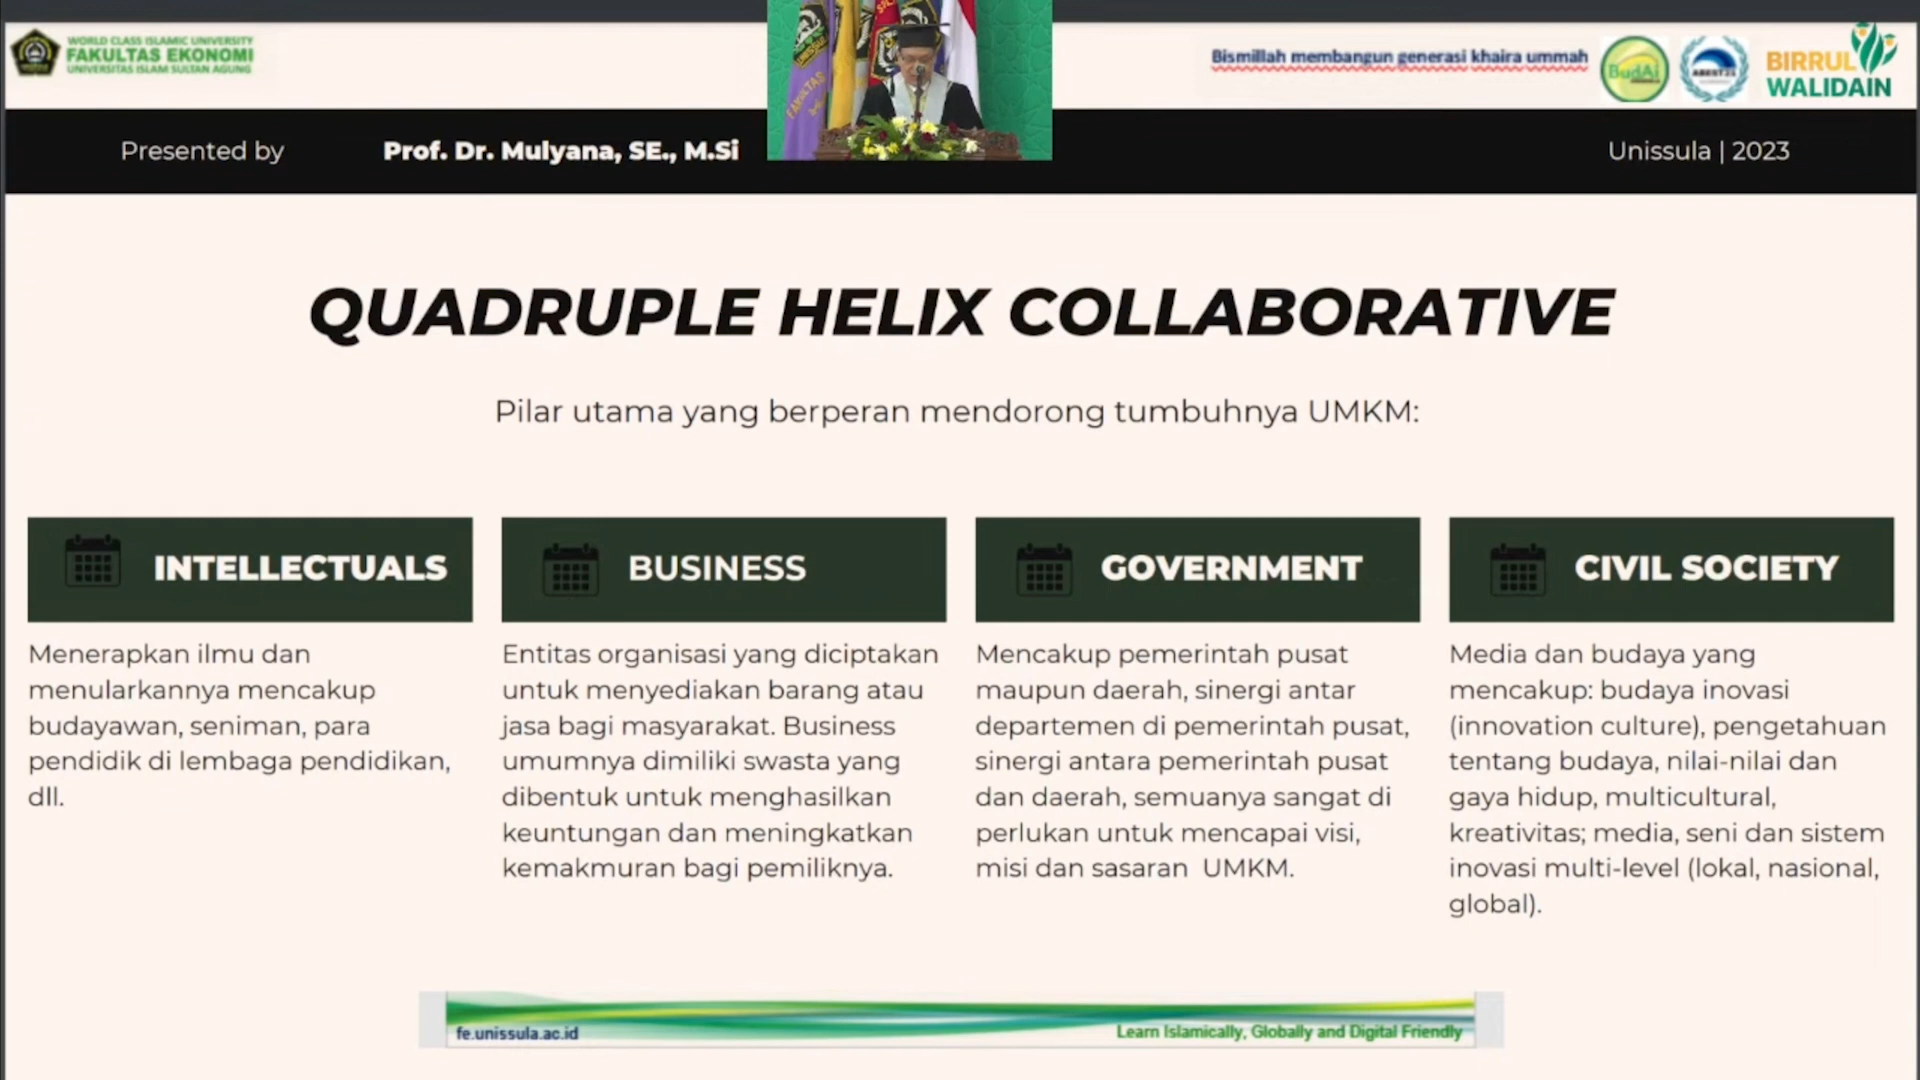 WORLD CLASS ISLAMIC UNIVERSITY
FAKULTAS EKONOMI
UNIVERSITAS ISLAM SULTAN AGUNG
Bismillah membangun generasi khaira ummah
BudAi
BIRRUL
WALIDAIN
FAKULTAS
Presented by
Prof. Dr. Mulyana, SE., M.Si
Unissula | 2023
QUADRUPLE HELIX COLLABORATIVE
Pilar utama yang berperan mendorong tumbuhnya UMKM:
INTELLECTUALS
Menerapkan ilmu dan
menularkannya mencakup
budayawan, seniman, para
pendidik di lembaga pendidikan,
dll.
BUSINESS
Entitas organisasi yang diciptakan
untuk menyediakan barang atau
jasa bagi masyarakat. Business
umumnya dimiliki swasta yang
dibentuk untuk menghasilkan
keuntungan dan meningkatkan
kemakmuran bagi pemiliknya.
GOVERNMENT
Mencakup pemerintah pusat
maupun daerah, sinergi antar
departemen di pemerintah pusat,
sinergi antara pemerintah pusat
dan daerah, semuanya sangat di
perlukan untuk mencapai visi,
misi dan sasaran  UMKM.
CIVIL SOCIETY
Media dan budaya yang
mencakup: budaya inovasi
(innovation culture), pengetahuan
tentang budaya, nilai-nilai dan
gaya hidup, multicultural,
kreativitas; media, seni dan sistem
inovasi multi-level (lokal, nasional,
global).
fe.unissula.ac.id
Learn Islamically, Globally and Digital Friendly